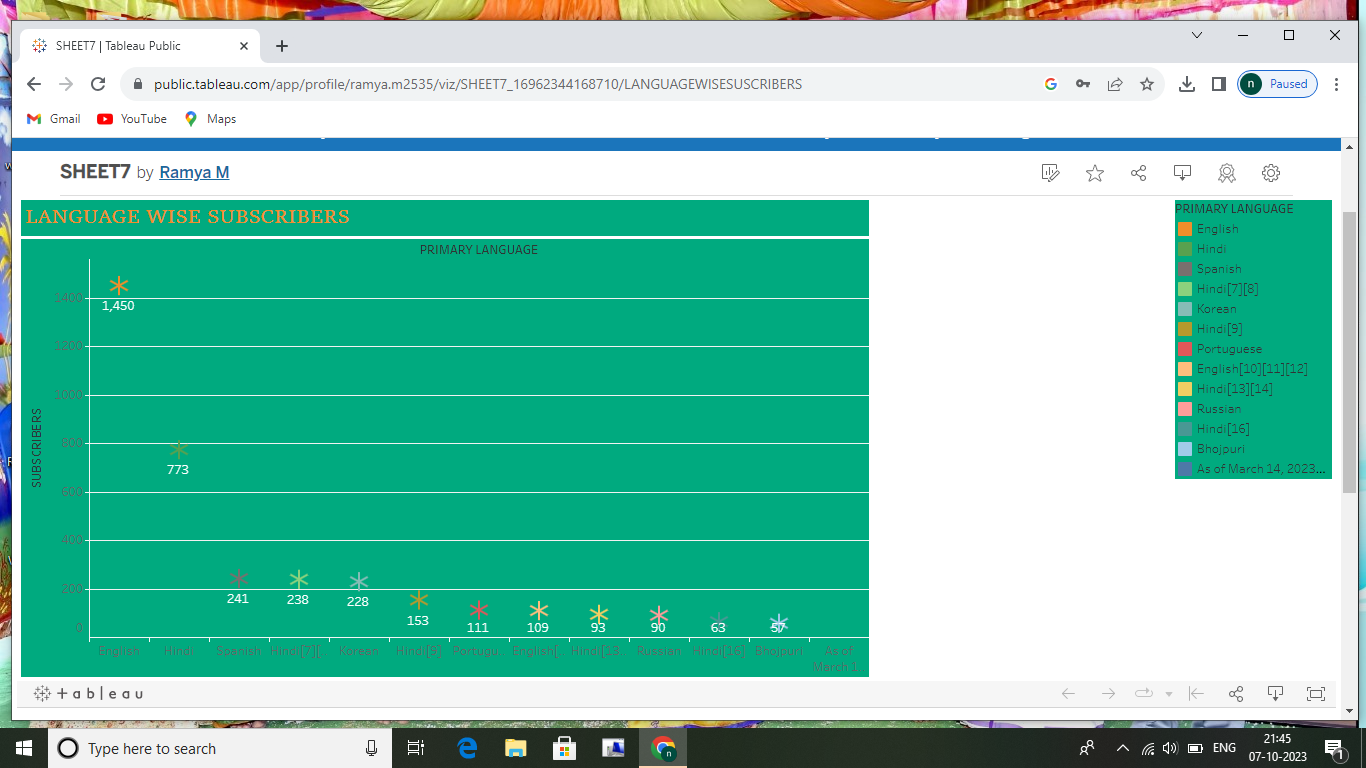 SHEET7 | Tableau Public
public.tableau.com/app/profile/ramya.m2535/viz/SHEET7_16962344168710/LANGUAGEWISESUSCRIBERS
n Paused
Gmail YouTube Maps
SHEET7 by Ramya M
LANGUAGE WISE SUBSCRIBERS
PRIMARY LANGUAGE
SUBSCRIBERS
1400
1200
1000
800
600
400
200
0
1,450
773
241
238
228
153
111
109
93
90
63
57
English Hindi Spanish Hindi[7][... Korean Hindi[9] Portugu... English[... Hindi[13.. Russian Hindi[16] Bhojpuri As of
March 1...
PRIMARY LANGUAGE
English
Hindi
Spanish
Hindi[7][8]
Korean
Hindi[9]
Portuguese
English[10][11][12]
Hindi[13][14]
Russian
Hindi[16]
Bhojpuri
As of March 14, 2023...
+ a b | e a u
Type here to search
n
ENG
21:45
07-10-2023
1